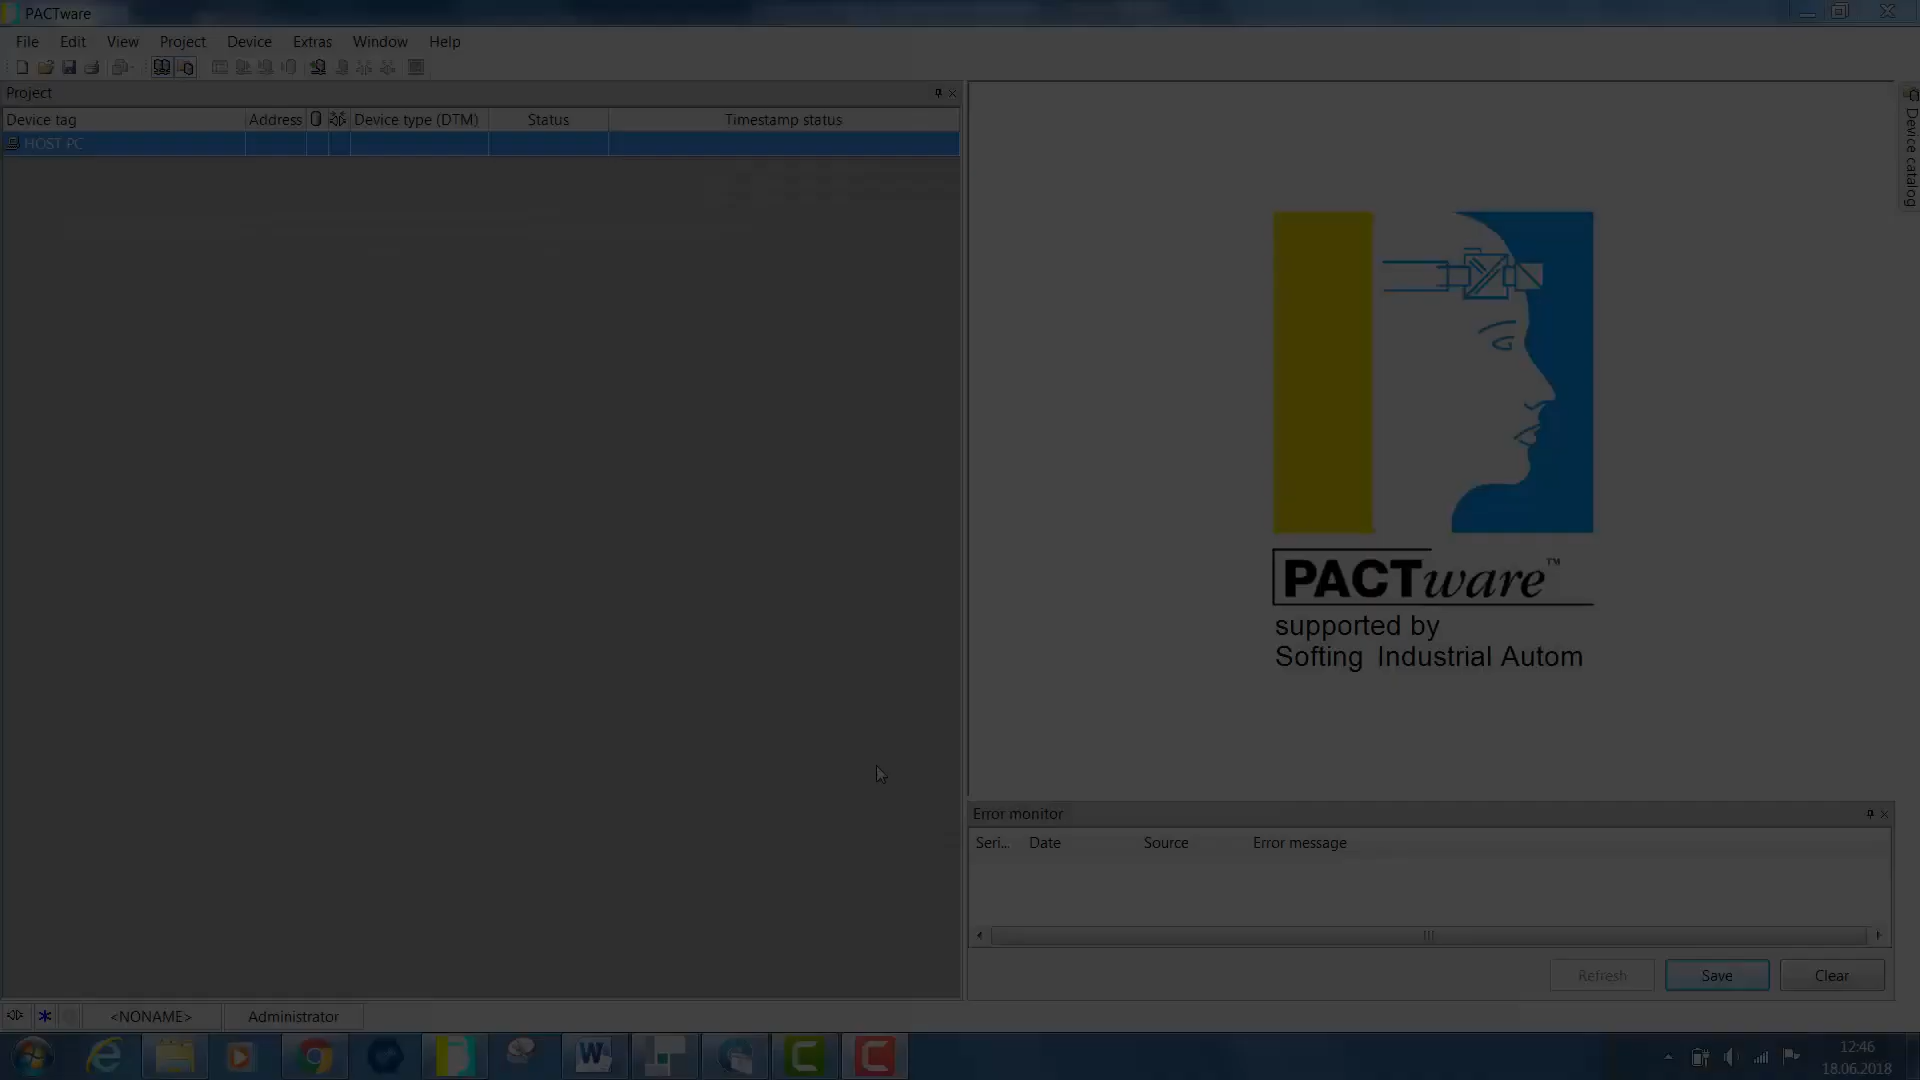 PACTware
File Edit View Project Device Extras Window Help
Project
Device tag Address Device type (DTM) Status Timestamp status
HOST PC
Device catalog
PACTware™
supported by
Softing Industrial Autom
Error monitor
Seri... Date Source Error message
Refresh Save Clear
<NONAME> Administrator
12:46
18.06.2018